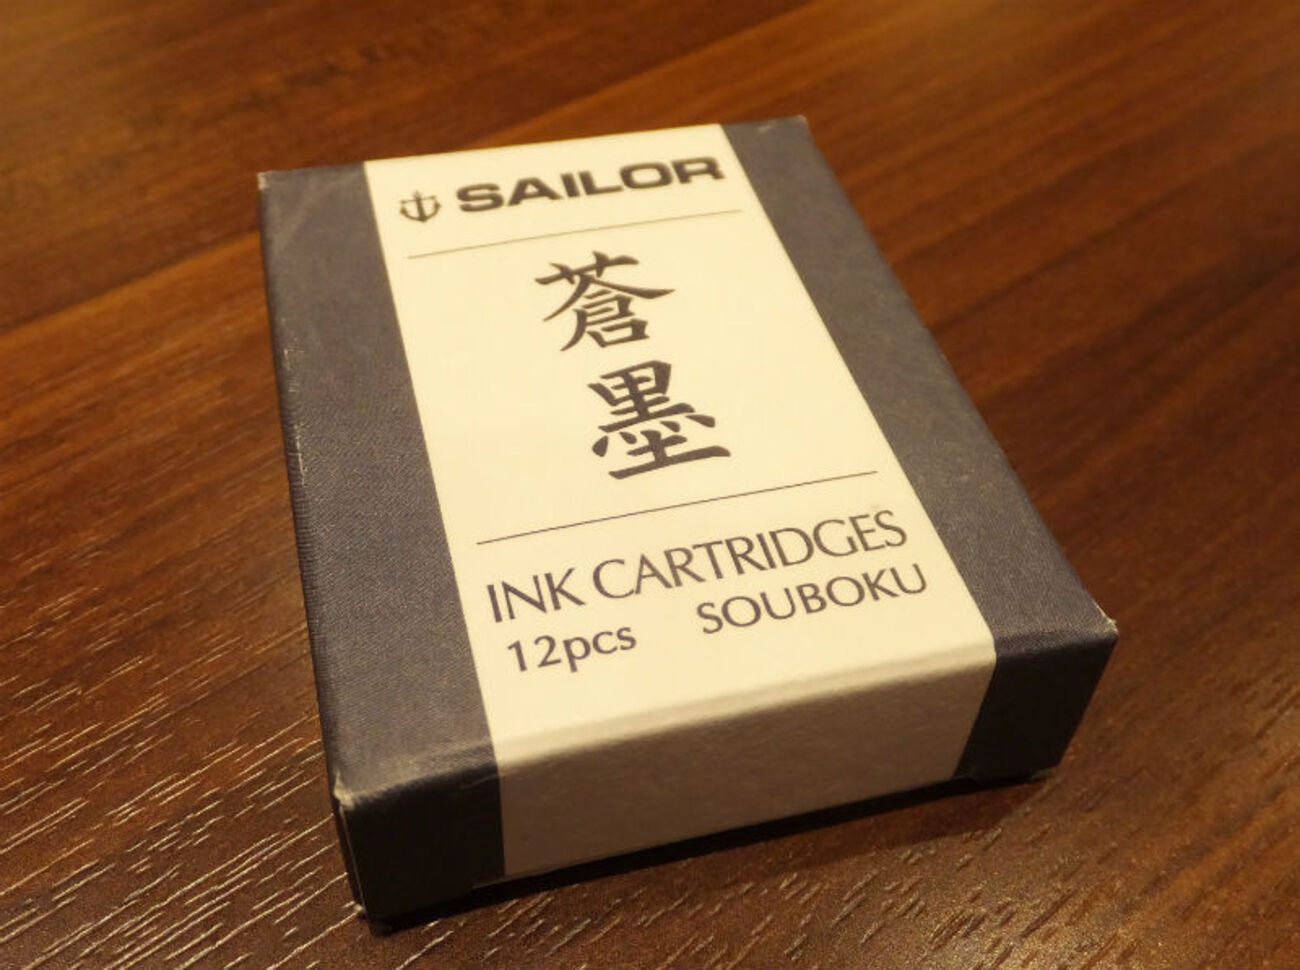 SAILOR
蒼
墨
INK CARTRIDGES
12pcs SOUBOKU